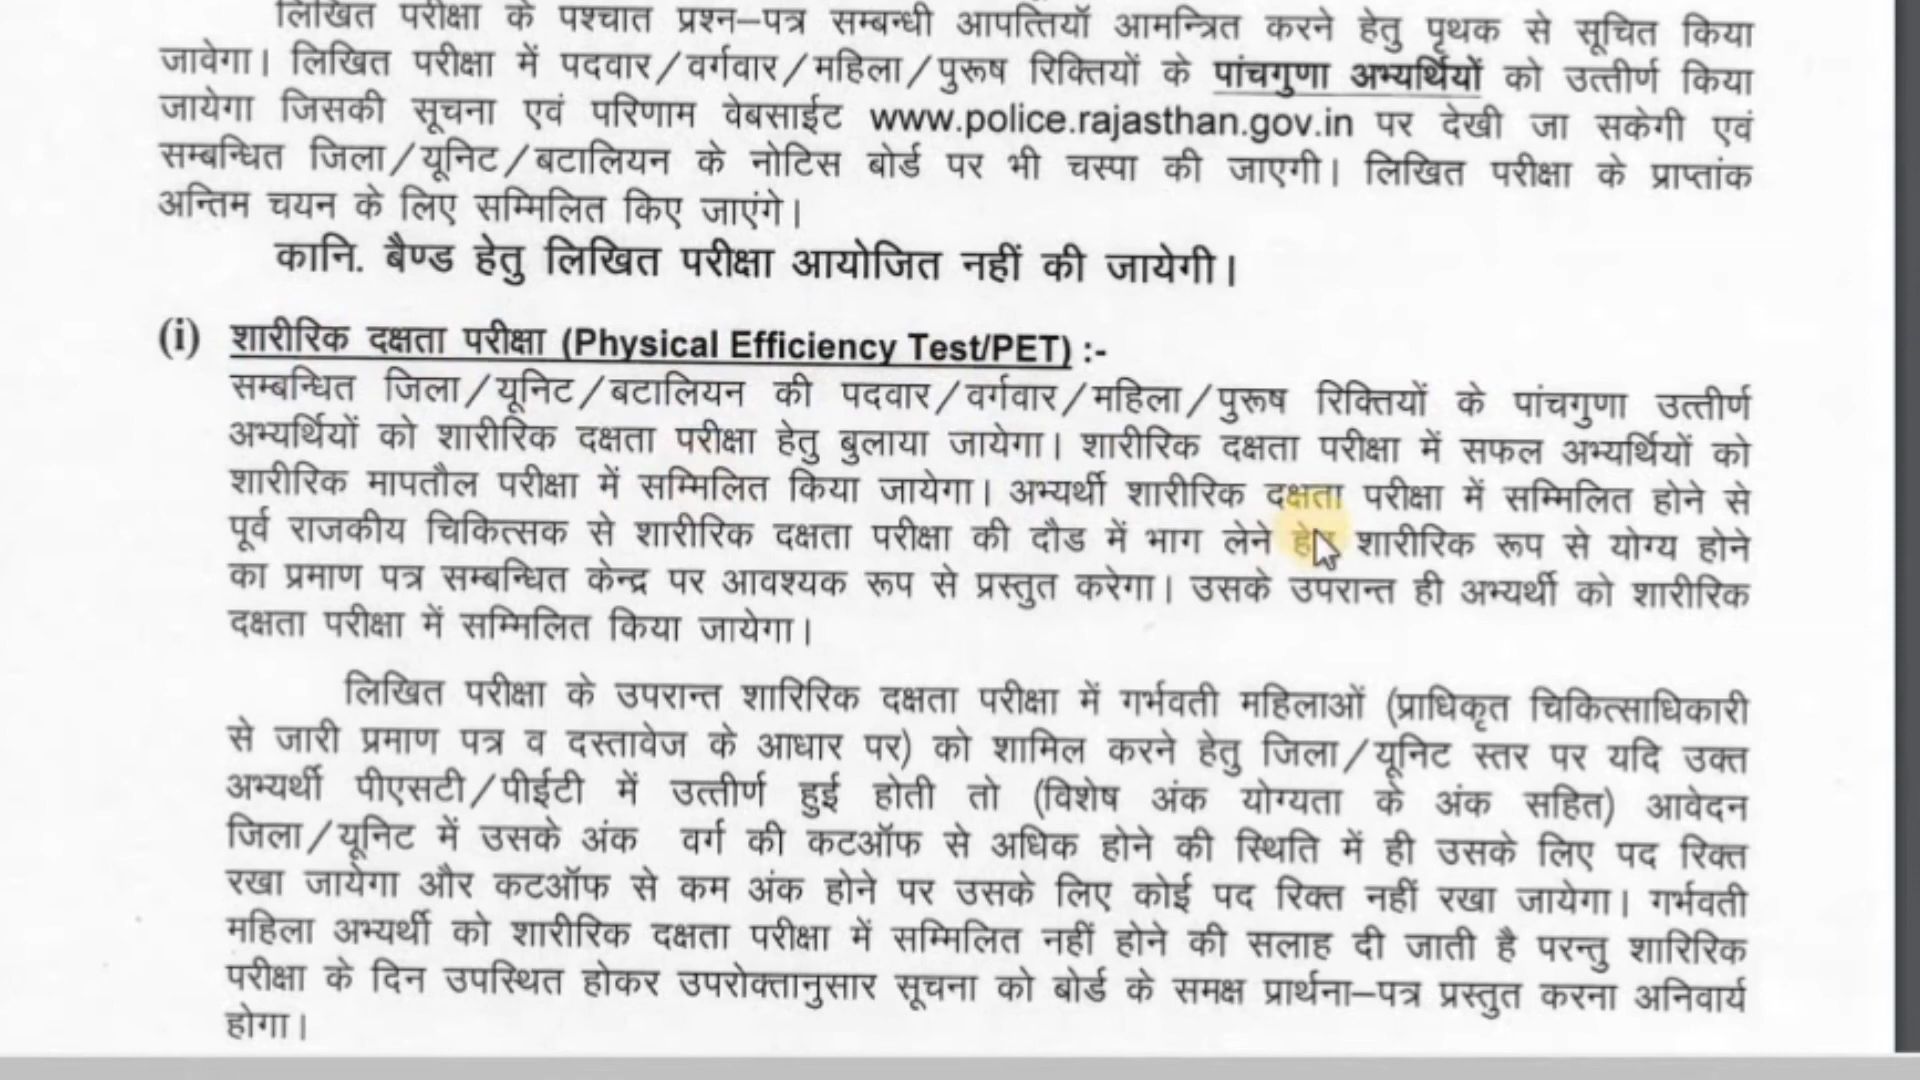 लिखित परीक्षा के पश्चात प्रश्न–पत्र सम्बन्धी आपत्तियॉ आमन्त्रित करने हेतु पृथक से सूचित किया
जावेगा। लिखित परीक्षा में पदवार/वर्गवार/महिला/पुरूष रिक्तियों के पांचगुणा अभ्यर्थियों को उत्तीर्ण किया
जायेगा जिसकी सूचना एवं परिणाम वेबसाईट www.police.rajasthan.gov.in पर देखी जा सकेगी एवं
सम्बन्धित जिला/यूनिट/बटालियन के नोटिस बोर्ड पर भी चस्पा की जाएगी। लिखित परीक्षा के प्राप्तांक
अन्तिम चयन के लिए सम्मिलित किए जाएंगे।
कानि. बैण्ड हेतु लिखित परीक्षा आयोजित नहीं की जायेगी।
(i) शारीरिक दक्षता परीक्षा (Physical Efficiency Test/PET) :-
सम्बन्धित जिला/यूनिट/बटालियन की पदवार/वर्गवार/महिला/पुरूष रिक्तियों के पांचगुणा उत्तीर्ण
अभ्यर्थियों को शारीरिक दक्षता परीक्षा हेतु बुलाया जायेगा। शारीरिक दक्षता परीक्षा में सफल अभ्यर्थियों को
शारीरिक मापतौल परीक्षा में सम्मिलित किया जायेगा। अभ्यर्थी शारीरिक दक्षता परीक्षा में सम्मिलित होने से
पूर्व राजकीय चिकित्सक से शारीरिक दक्षता परीक्षा की दौड में भाग लेने हेतु शारीरिक रूप से योग्य होने
का प्रमाण पत्र सम्बन्धित केन्द्र पर आवश्यक रूप से प्रस्तुत करेगा। उसके उपरान्त ही अभ्यर्थी को शारीरिक
दक्षता परीक्षा में सम्मिलित किया जायेगा।
लिखित परीक्षा के उपरान्त शारिरिक दक्षता परीक्षा में गर्भवती महिलाओं (प्राधिकृत चिकित्साधिकारी
से जारी प्रमाण पत्र व दस्तावेज के आधार पर) को शामिल करने हेतु जिला/यूनिट स्तर पर यदि उक्त
अभ्यर्थी पीएसटी/पीईटी में उत्तीर्ण हुई होती तो (विशेष अंक योग्यता के अंक सहित) आवेदन
जिला/यूनिट में उसके अंक वर्ग की कटऑफ से अधिक होने की स्थिति में ही उसके लिए पद रिक्त
रखा जायेगा और कटऑफ से कम अंक होने पर उसके लिए कोई पद रिक्त नहीं रखा जायेगा। गर्भवती
महिला अभ्यर्थी को शारीरिक दक्षता परीक्षा में सम्मिलित नहीं होने की सलाह दी जाती है परन्तु शारिरिक
परीक्षा के दिन उपस्थित होकर उपरोक्तानुसार सूचना को बोर्ड के समक्ष प्रार्थना–पत्र प्रस्तुत करना अनिवार्य
होगा।